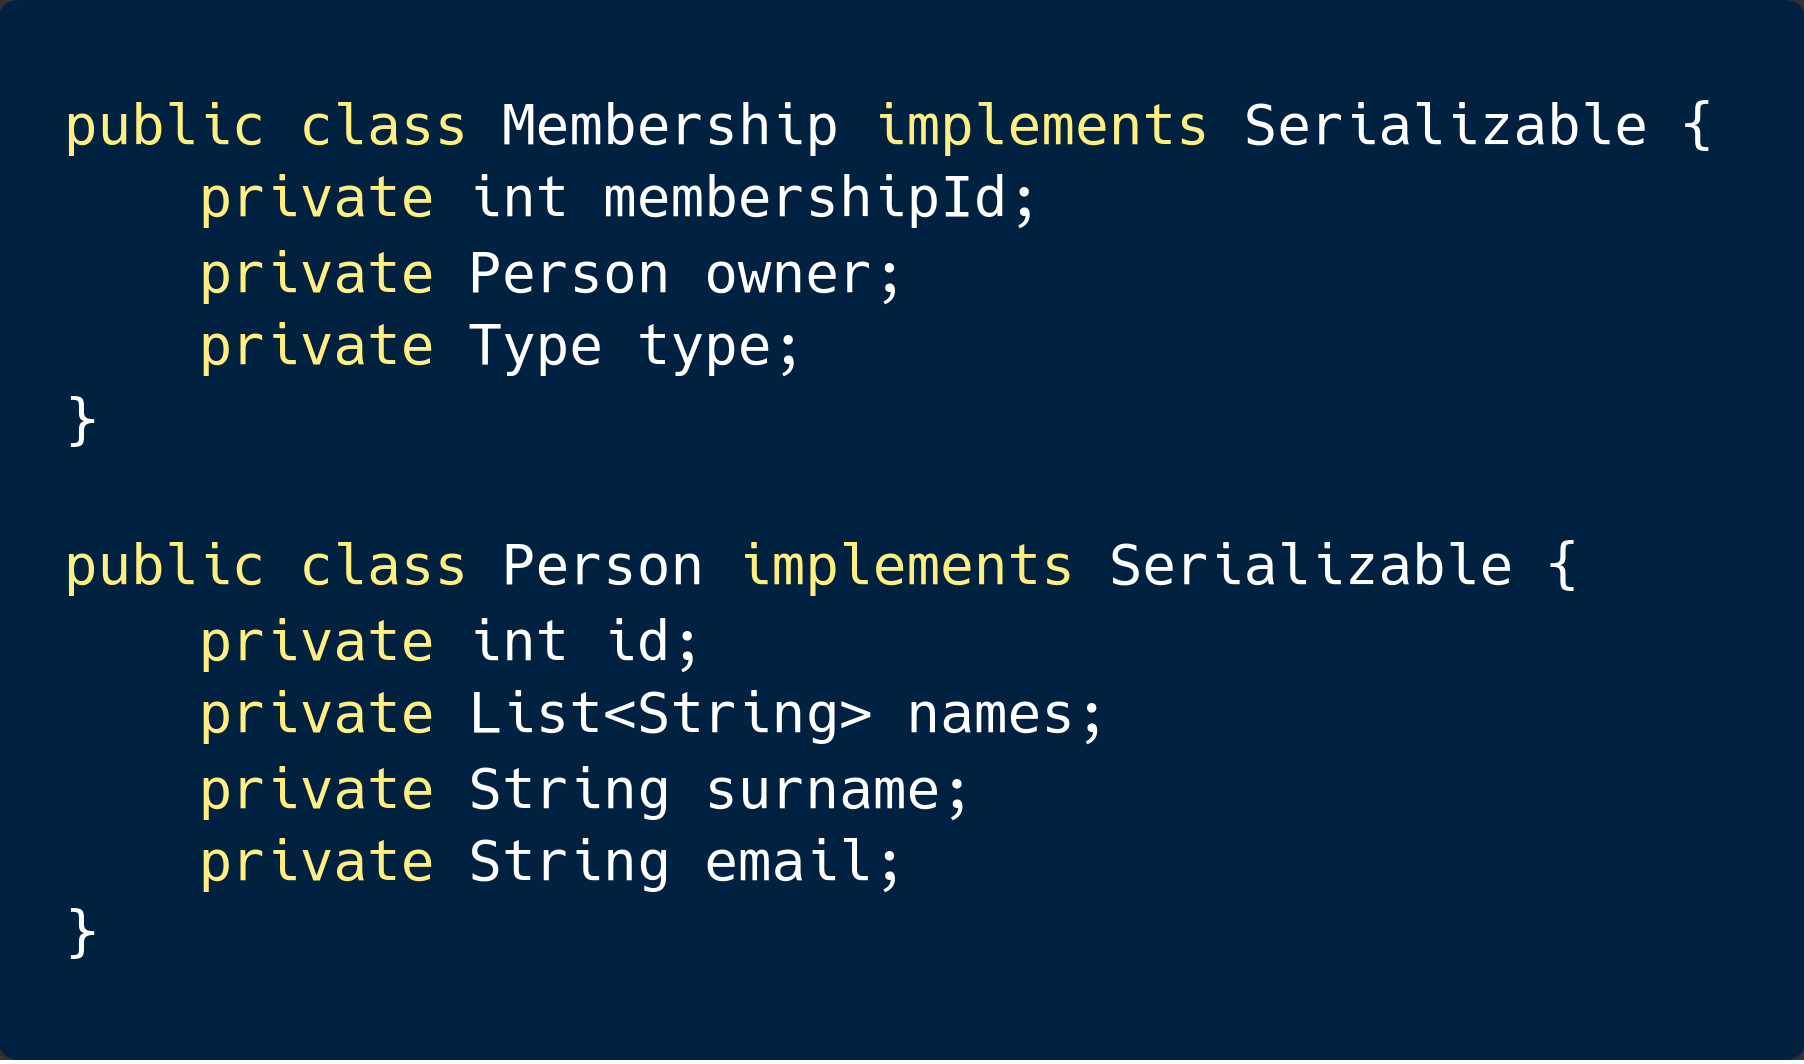 public class Membership implements Serializable {
    private int membershipId;
    private Person owner;
    private Type type;
}

public class Person implements Serializable {
    private int id;
    private List<String> names;
    private String surname;
    private String email;
}